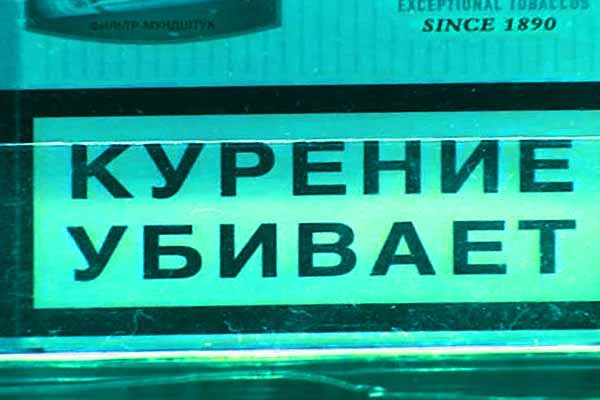 ФИЛЬТР-МУНДШТУК
EXCEPTIONAL TOBACCOS
SINCE 1890
КУРЕНИЕ
УБИВАЕТ